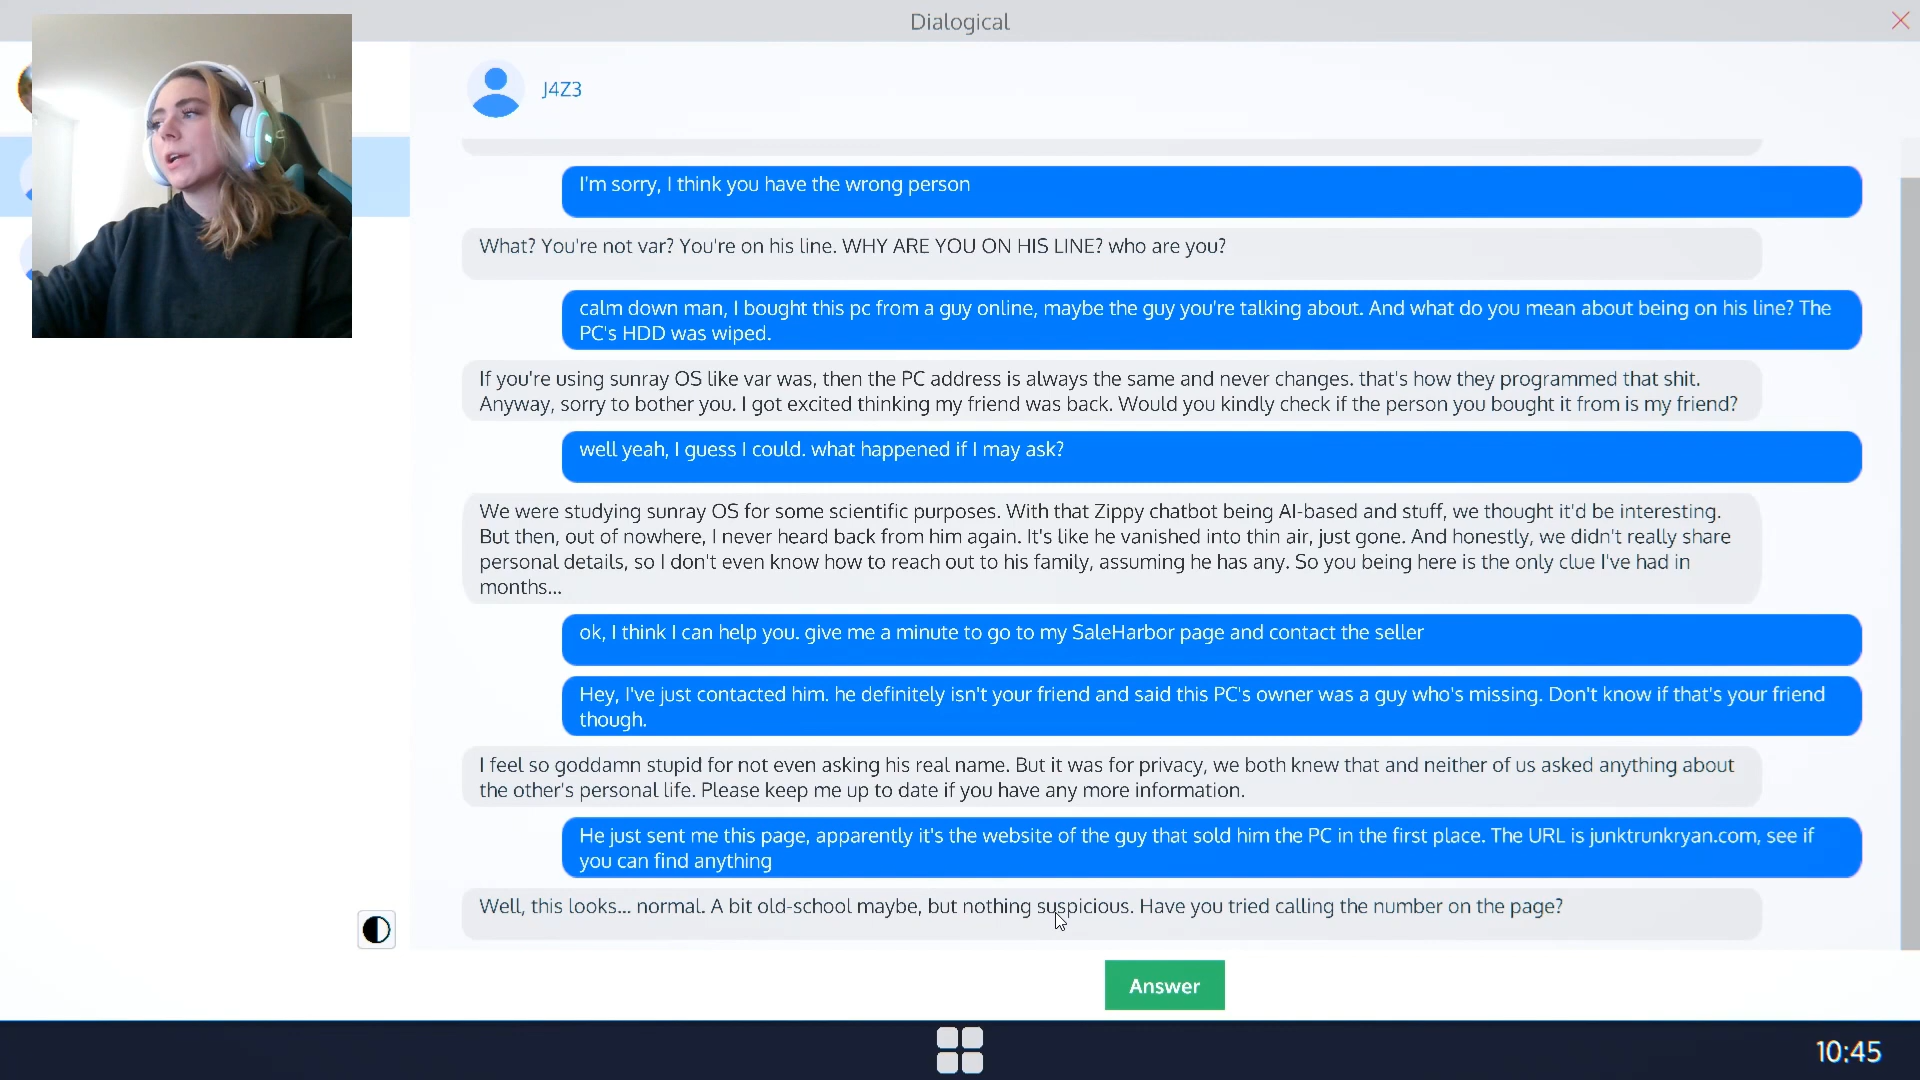 Dialogical
J4Z3
I'm sorry, I think you have the wrong person
What? You're not var? You're on his line. WHY ARE YOU ON HIS LINE? who are you?
calm down man, I bought this pc from a guy online, maybe the guy you're talking about. And what do you mean about being on his line? The
PC's HDD was wiped.
If you're using sunray OS like var was, then the PC address is always the same and never changes. that's how they programmed that shit.
Anyway, sorry to bother you. I got excited thinking my friend was back. Would you kindly check if the person you bought it from is my friend?
well yeah, I guess I could. what happened if I may ask?
We were studying sunray OS for some scientific purposes. With that Zippy chatbot being AI-based and stuff, we thought it'd be interesting.
But then, out of nowhere, I never heard back from him again. It's like he vanished into thin air, just gone. And honestly, we didn't really share
personal details, so I don't even know how to reach out to his family, assuming he has any. So you being here is the only clue I've had in
months...
ok, I think I can help you. give me a minute to go to my SaleHarbor page and contact the seller
Hey, I've just contacted him. he definitely isn't your friend and said this PC's owner was a guy who's missing. Don't know if that's your friend
though.
I feel so goddamn stupid for not even asking his real name. But it was for privacy, we both knew that and neither of us asked anything about
the other's personal life. Please keep me up to date if you have any more information.
He just sent me this page, apparently it's the website of the guy that sold him the PC in the first place. The URL is junktrunkryan.com, see if
you can find anything
Well, this looks... normal. A bit old-school maybe, but nothing suspicious. Have you tried calling the number on the page?
Answer
10:45